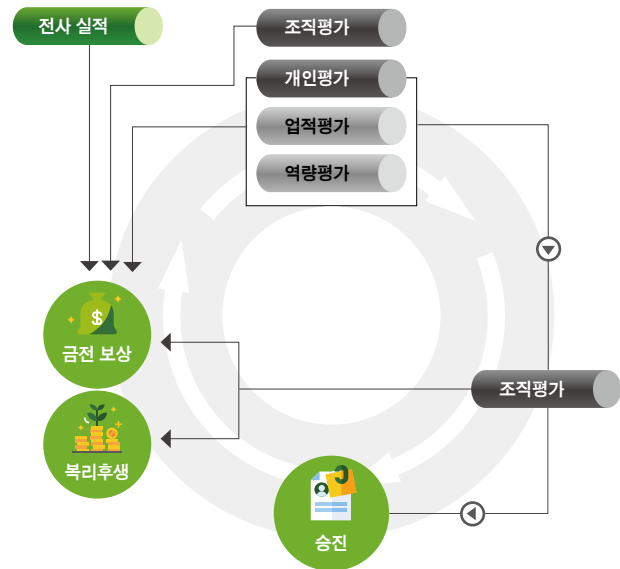 전사 실적
조직평가
개인평가
업적평가
역량평가
$
금전 보상
조직평가
복리후생
승진